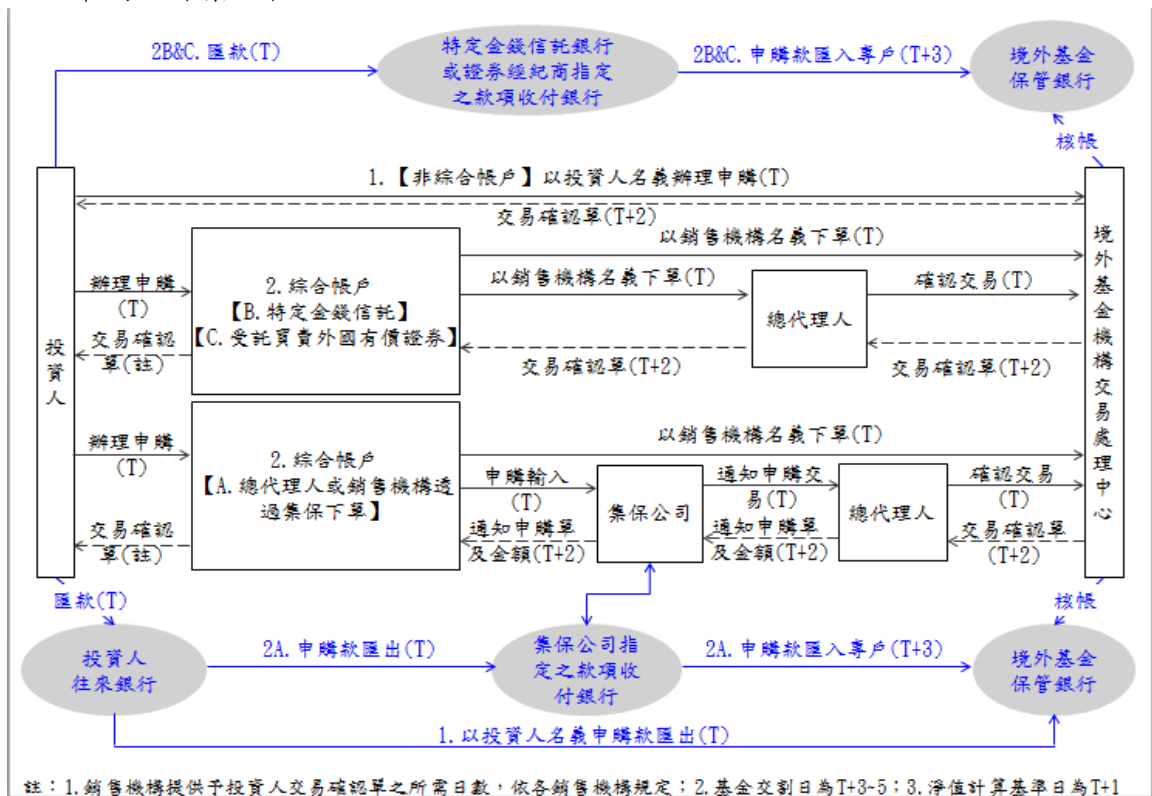 2B&C. 匯款(T)
特定金錢信託銀行
或證券經紀商指定
之款項收付銀行
2B&C. 申購款匯入專戶(T+3)
境外基金
保管銀行
核帳
1.【非綜合帳戶】以投資人名義辦理申購(T)
交易確認單(T+2)
以銷售機構名義下單(T)
辦理申購
(T)
交易確認
單(註)
2.綜合帳戶
【B.特定金錢信託】
【C.受託買賣外國有價證券】
以銷售機構名義下單(T)
交易確認單(T+2)
總代理人
確認交易(T)
交易確認單(T+2)
投資人
境外基金機構交易處理中心
辦理申購
(T)
交易確認
單(註)
2.綜合帳戶
【A.總代理人或銷售機構透
過集保下單】
以銷售機構名義下單(T)
申購輸入
(T)
通知申購單
及金額(T+2)
集保公司
通知申購交
易(T)
通知申購單
及金額(T+2)
總代理人
確認交易
(T)
交易確認單
(T+2)
匯款(T)
核帳
投資人
往來銀行
2A.申購款匯出(T)
集保公司指
定之款項收
付銀行
2A.申購款匯入專戶(T+3)
境外基金
保管銀行
1.以投資人名義申購款匯出(T)
註：1.銷售機構提供予投資人交易確認單之所需日數，依各銷售機構規定；2.基金交割日為T+3~5；3.淨值計算基準日為T+1